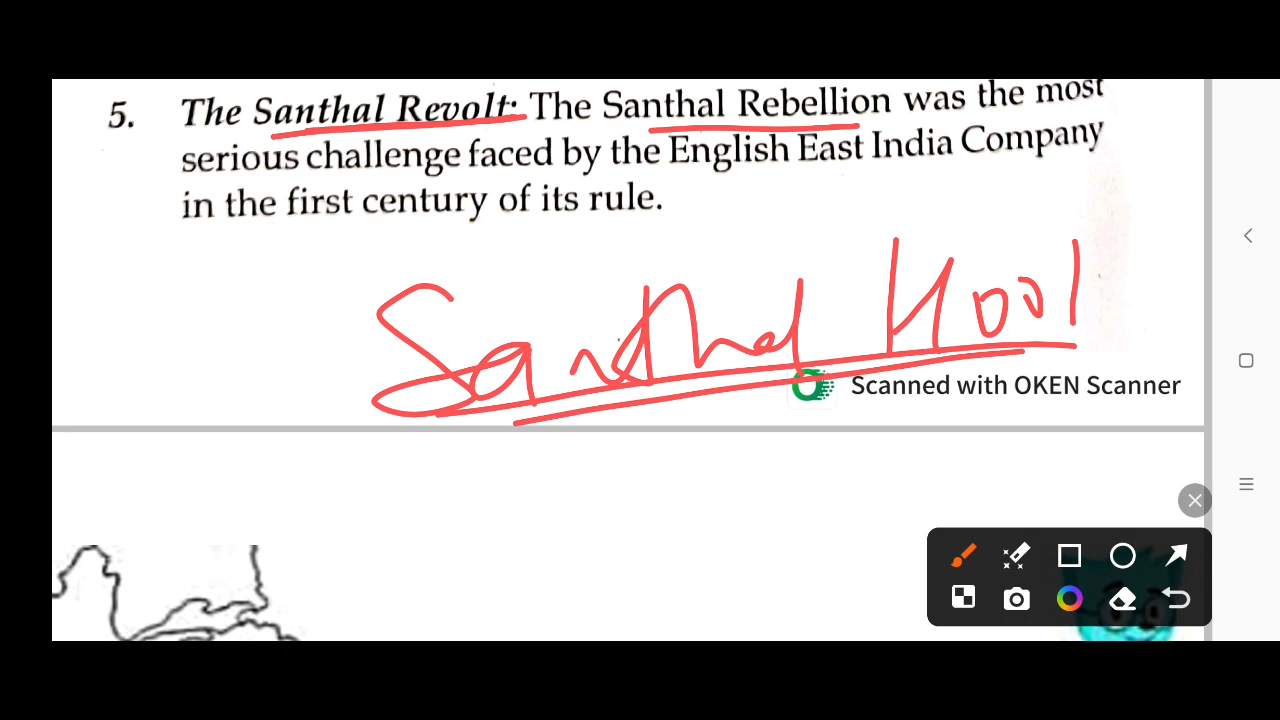 5. The Santhal Revolt: The Santhal Rebellion was the most
serious challenge faced by the English East India Company
in the first century of its rule.
Santhal Hool
Scanned with OKEN Scanner